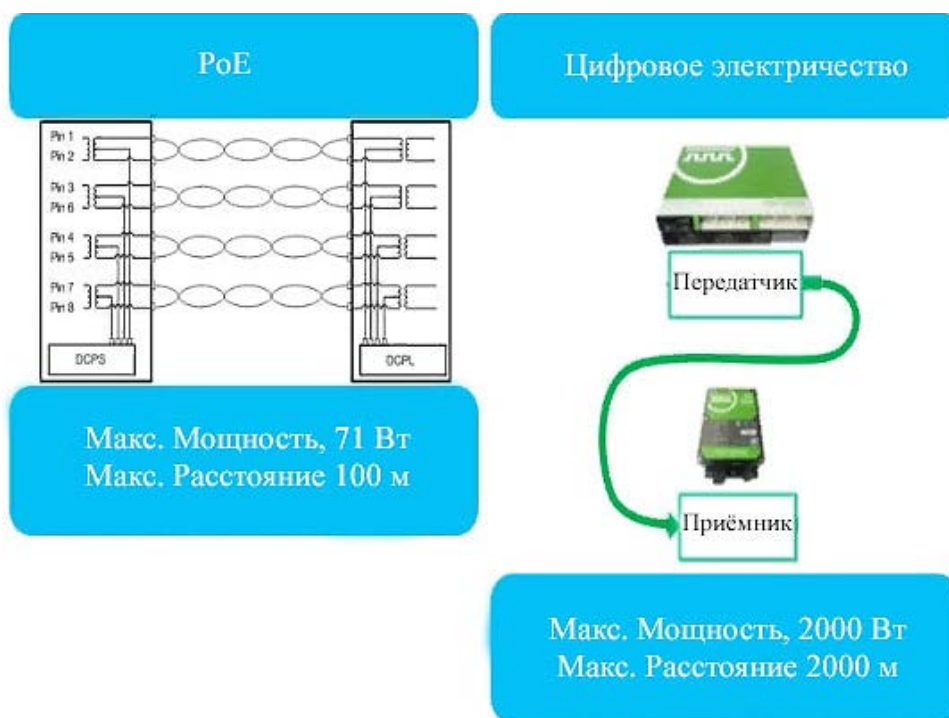 PoE
Pin 1
Pin 2
Pin 3
Pin 6
Pin 4
Pin 5
Pin 7
Pin 8
DCPS
DCPL
Макс. Мощность, 71 Вт
Макс. Расстояние 100 м
Цифровое электричество
Передатчик
Приёмник
Макс. Мощность, 2000 Вт
Макс. Расстояние 2000 м